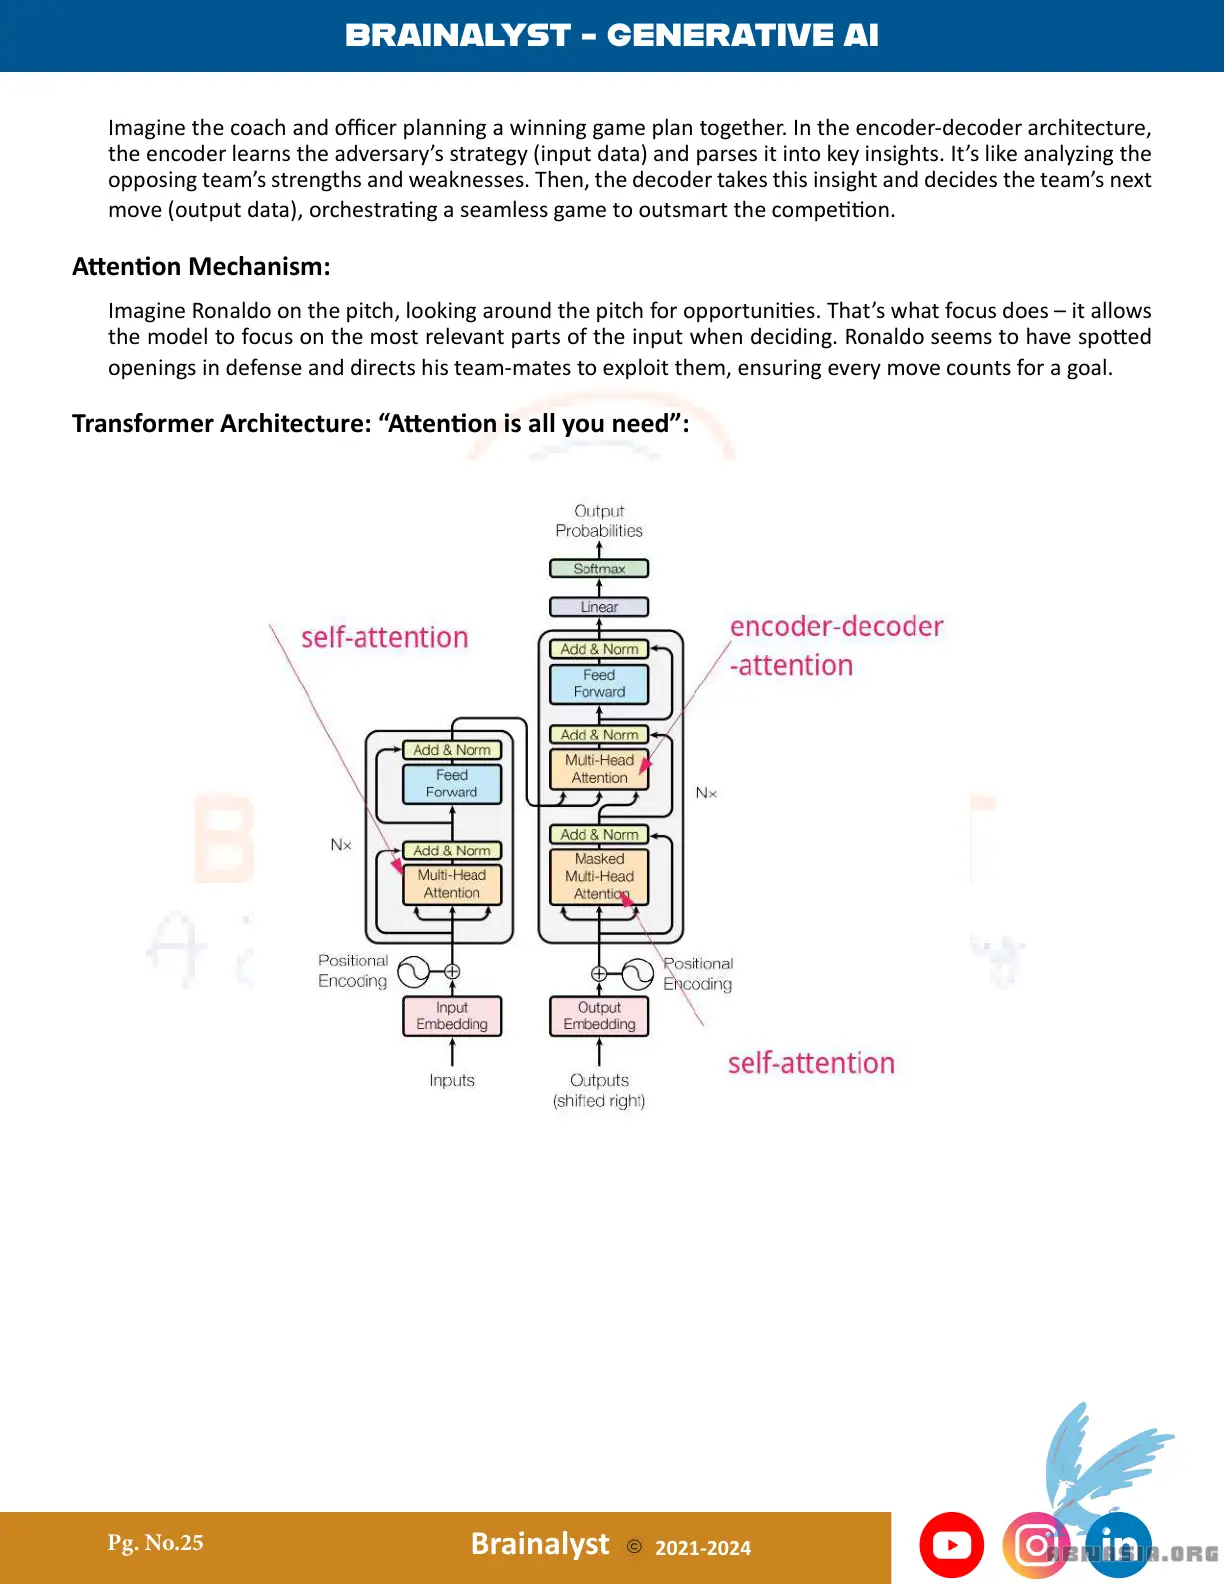 BRAINALYST - GENERATIVE AI
Imagine the coach and officer planning a winning game plan together. In the encoder-decoder architecture,
the encoder learns the adversary’s strategy (input data) and parses it into key insights. It’s like analyzing the
opposing team’s strengths and weaknesses. Then, the decoder takes this insight and decides the team’s next
move (output data), orchestrating a seamless game to outsmart the competition.
Attention Mechanism:
Imagine Ronaldo on the pitch, looking around the pitch for opportunities. That’s what focus does – it allows
the model to focus on the most relevant parts of the input when deciding. Ronaldo seems to have spotted
openings in defense and directs his team-mates to exploit them, ensuring every move counts for a goal.
Transformer Architecture: “Attention is all you need”:
Output
Probabilities
Softmax
Linear
self-attention
encoder-decoder
-attention
Add & Norm
Feed
Forward
Add & Norm
Multi-Head
Attention
Nx
Add & Norm
Masked
Multi-Head
Attention
Add & Norm
Feed
Forward
Nx
Add & Norm
Multi-Head
Attention
Positional
Encoding
Positional
Encoding
Input
Embedding
Output
Embedding
Inputs
Outputs
(shifted right)
self-attention
Pg. No.25
Brainalyst © 2021-2024
in
ABINASIA.ORG